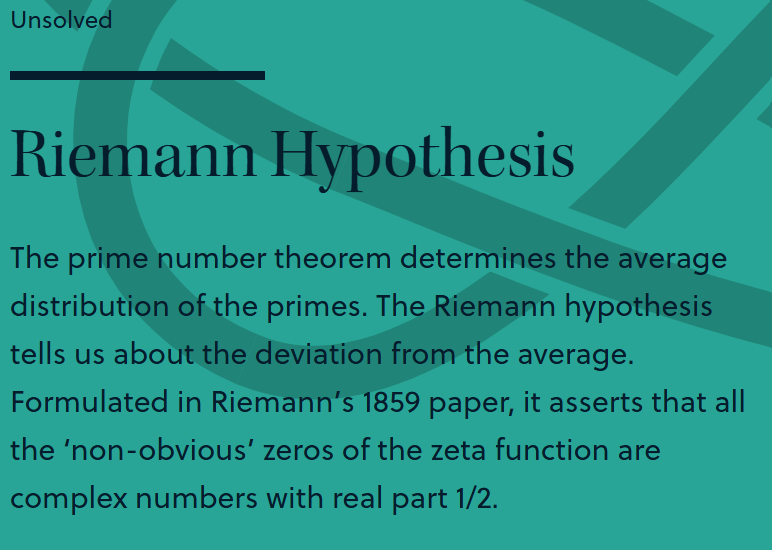 Unsolved
Riemann Hypothesis
The prime number theorem determines the average
distribution of the primes. The Riemann hypothesis
tells us about the deviation from the average.
Formulated in Riemann’s 1859 paper, it asserts that all
the ‘non-obvious’ zeros of the zeta function are
complex numbers with real part 1/2.